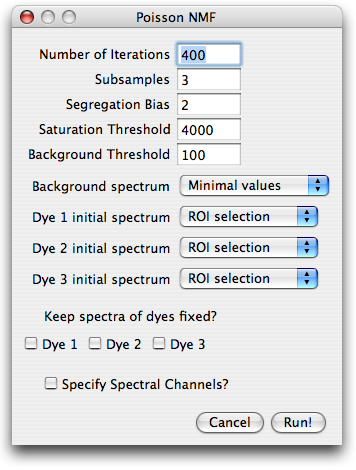 Poisson NMF
Number of Iterations 400
Subsamples 3
Segregation Bias 2
Saturation Threshold 4000
Background Threshold 100
Background spectrum Minimal values
Dye 1 initial spectrum ROI selection
Dye 2 initial spectrum ROI selection
Dye 3 initial spectrum ROI selection
Keep spectra of dyes fixed?
Dye 1 Dye 2 Dye 3
Specify Spectral Channels?
Cancel Run!